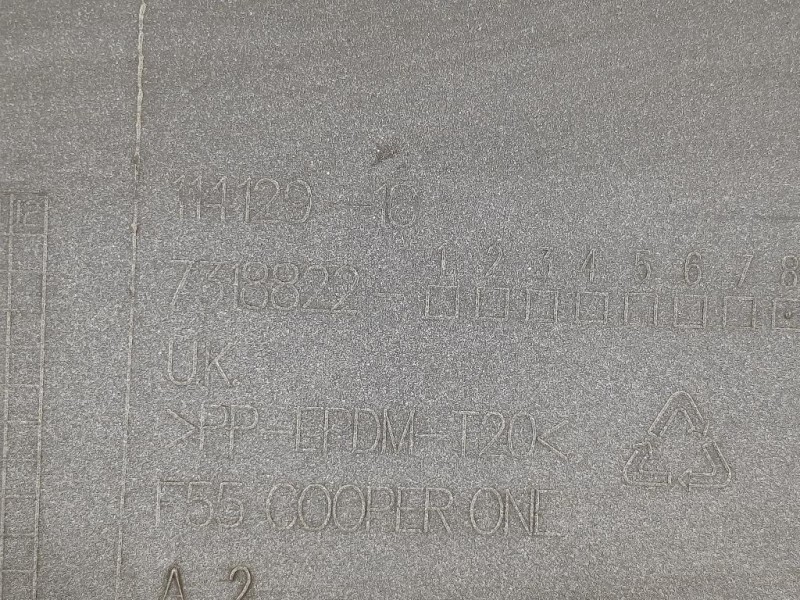 114129 -10
1 2 3 4 5 6 7 8
7318822-
12
UK
>PP-EPDM-T20<
F55 COOPER ONE
A 2